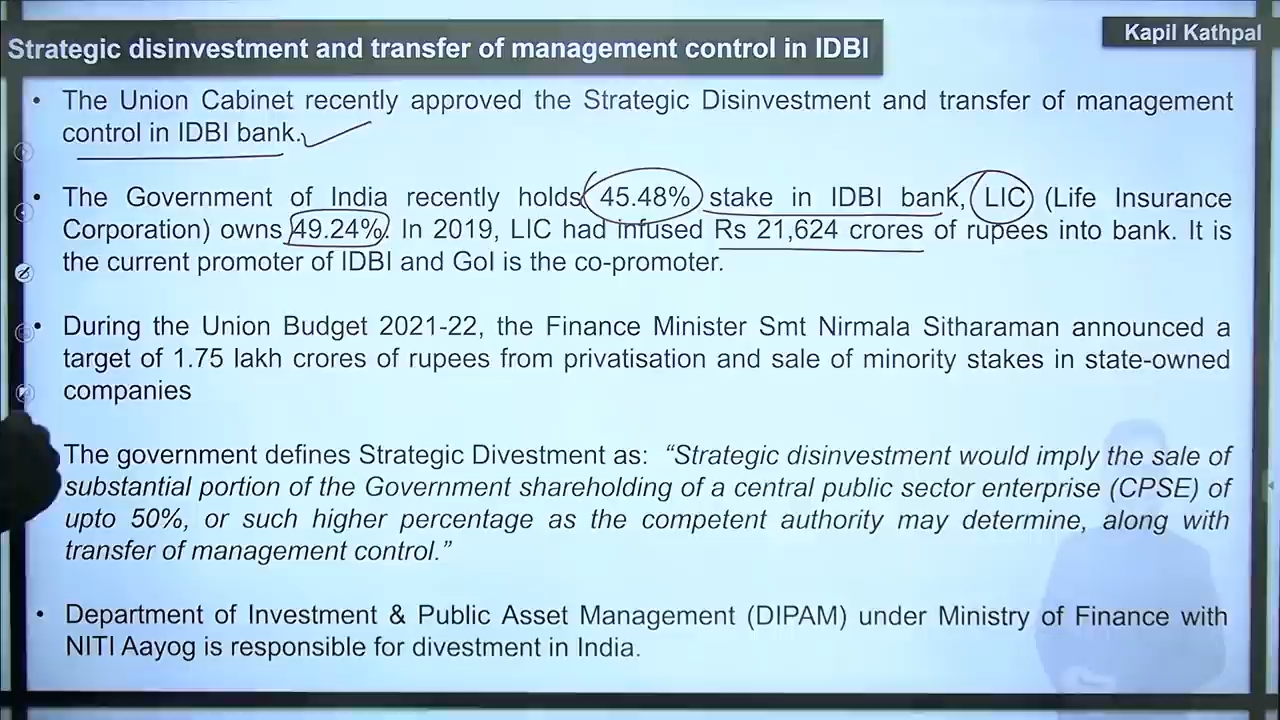 Strategic disinvestment and transfer of management control in IDBI
Kapil Kathpal
• The Union Cabinet recently approved the Strategic Disinvestment and transfer of management
control in IDBI bank.
• The Government of India recently holds 45.48% stake in IDBI bank, LIC (Life Insurance
Corporation) owns 49.24%. In 2019, LIC had infused Rs 21,624 crores of rupees into bank. It is
the current promoter of IDBI and GoI is the co-promoter.
• During the Union Budget 2021-22, the Finance Minister Smt Nirmala Sitharaman announced a
target of 1.75 lakh crores of rupees from privatisation and sale of minority stakes in state-owned
companies
The government defines Strategic Divestment as: “Strategic disinvestment would imply the sale of
substantial portion of the Government shareholding of a central public sector enterprise (CPSE) of
upto 50%, or such higher percentage as the competent authority may determine, along with
transfer of management control.”
• Department of Investment & Public Asset Management (DIPAM) under Ministry of Finance with
NITI Aayog is responsible for divestment in India.